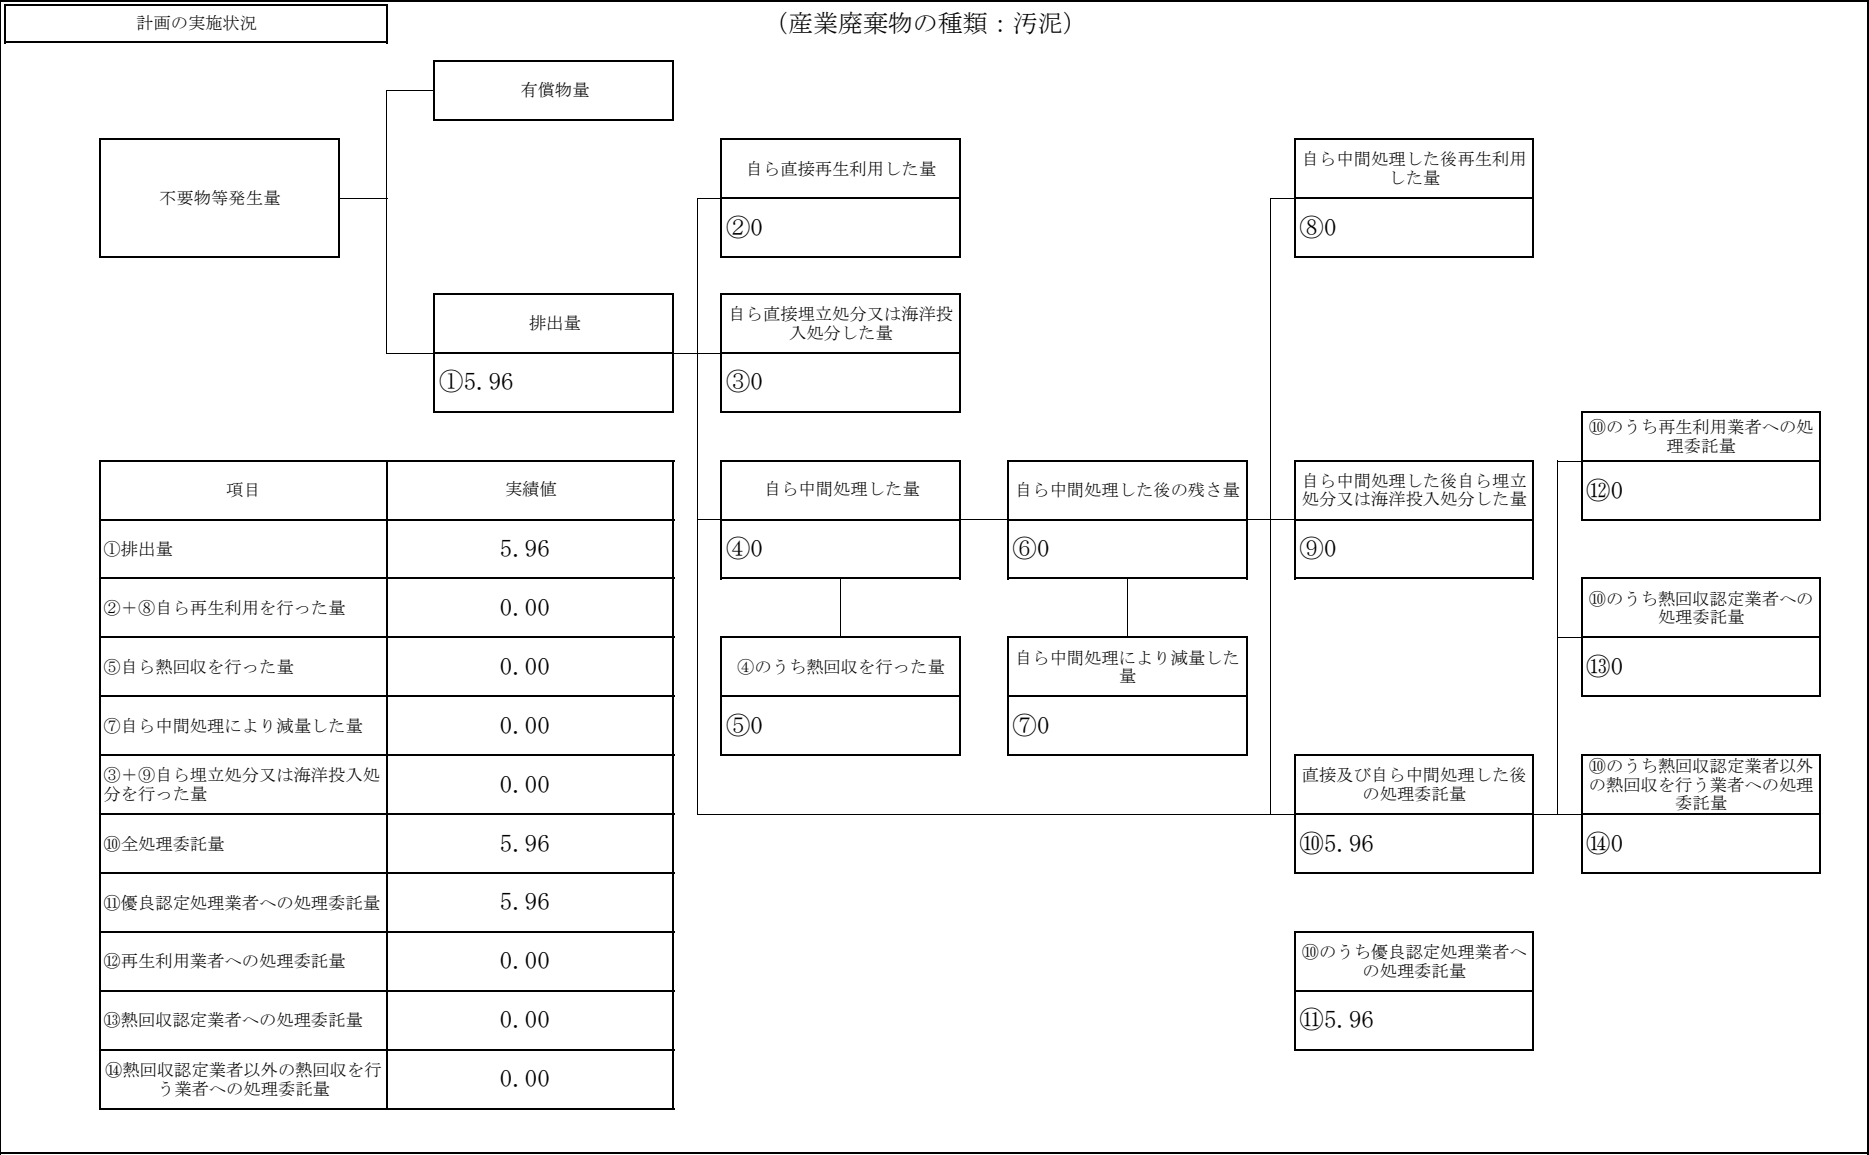 計画の実施状況
（産業廃棄物の種類：汚泥）
有償物量
不要物等発生量
自ら直接再生利用した量
②0
自ら中間処理した後再生利用
した量
⑧0
排出量
①5.96
自ら直接埋立処分又は海洋投
入処分した量
③0
⑩のうち再生利用業者への処
理委託量
⑫0
自ら中間処理した量
④0
自ら中間処理した後の残さ量
⑥0
自ら中間処理した後自ら埋立
処分又は海洋投入処分した量
⑨0
⑩のうち熱回収認定業者への
処理委託量
⑬0
④のうち熱回収を行った量
⑤0
自ら中間処理により減量した
量
⑦0
直接及び自ら中間処理した後
の処理委託量
⑩5.96
⑩のうち熱回収認定業者以外
の熱回収を行う業者への処理
委託量
⑭0
⑩のうち優良認定処理業者へ
の処理委託量
⑪5.96
項目 実績値
①排出量 5.96
②＋⑧自ら再生利用を行った量 0.00
⑤自ら熱回収を行った量 0.00
⑦自ら中間処理により減量した量 0.00
③＋⑨自ら埋立処分又は海洋投入処
分を行った量 0.00
⑩全処理委託量 5.96
⑪優良認定処理業者への処理委託量 5.96
⑫再生利用業者への処理委託量 0.00
⑬熱回収認定業者への処理委託量 0.00
⑭熱回収認定業者以外の熱回収を行
う業者への処理委託量 0.00